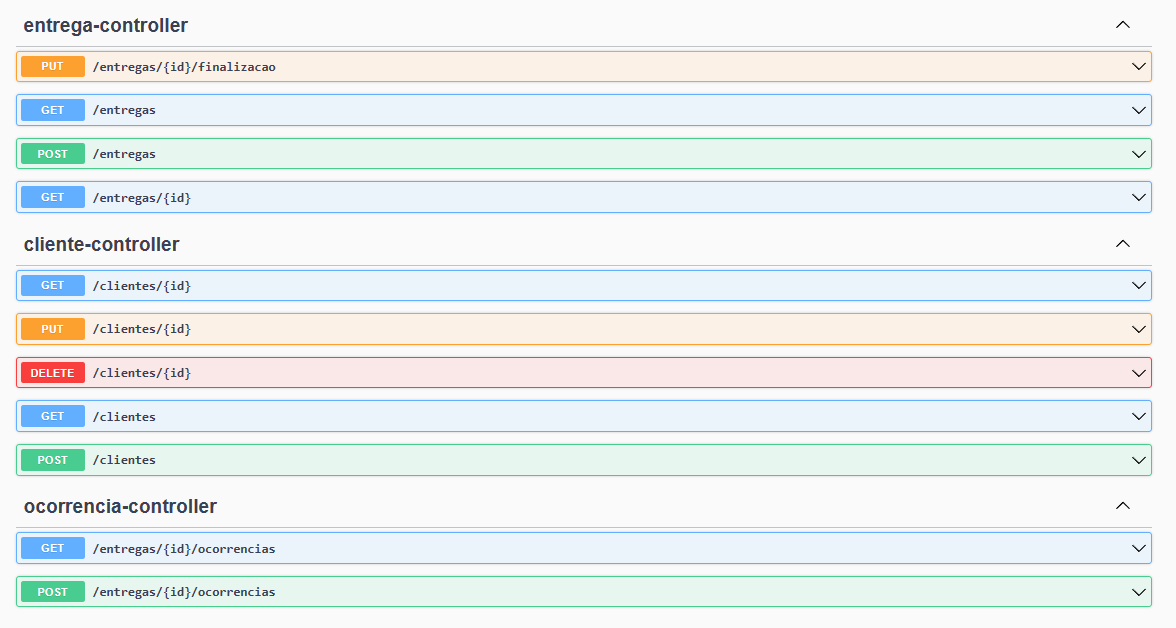 entrega-controller
PUT /entregas/{id}/finalizacao
GET /entregas
POST /entregas
GET /entregas/{id}
cliente-controller
GET /clientes/{id}
PUT /clientes/{id}
DELETE /clientes/{id}
GET /clientes
POST /clientes
ocorrencia-controller
GET /entregas/{id}/ocorrencias
POST /entregas/{id}/ocorrencias